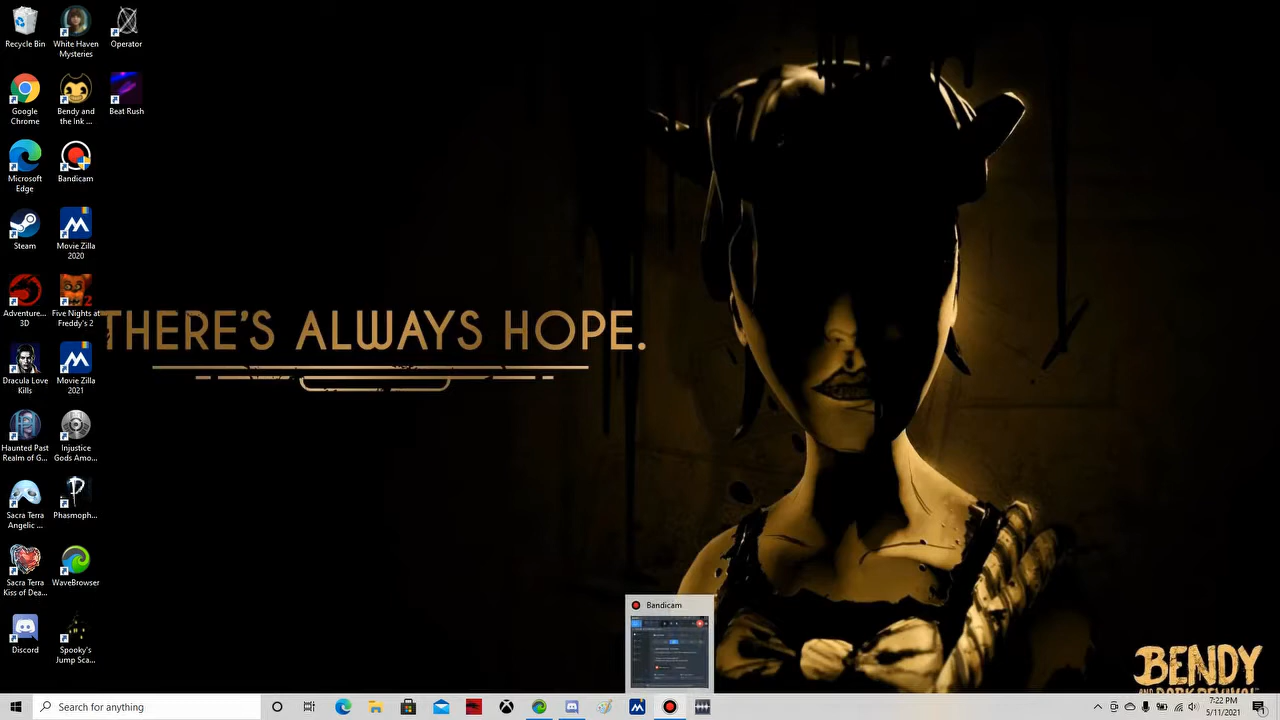 Recycle Bin
White Haven
Mysteries
Operator
Google
Chrome
Bendy and
the Ink ...
Beat Rush
Microsoft
Edge
Bandicam
Steam
Movie Zilla
2020
Adventure...
3D
Five Nights at
Freddy's 2
THERE'S ALWAYS HOPE.
Dracula Love
Kills
Movie Zilla
2021
Haunted Past
Realm of G...
Injustice
Gods Amo...
Sacra Terra
Angelic ...
Phasmoph...
Sacra Terra
Kiss of Dea...
WaveBrowser
Discord
Spooky's
Jump Sca...
Bandicam
BENDY
AND DARK REVIVAL
Search for anything
7:22 PM
5/11/2021